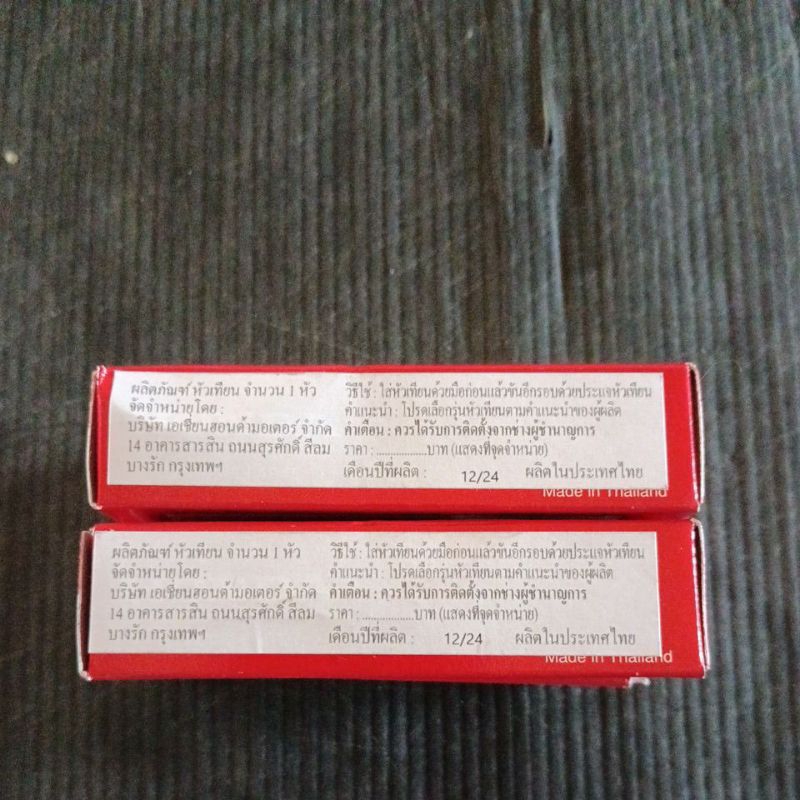 ผลิตภัณฑ์ หัวเทียน จำนวน 1 หัว
จัดจำหน่ายโดย :
บริษัท เอเชี่ยนฮอนด้ามอเตอร์ จำกัด
14 อาคารสารสิน ถนนสุรศักดิ์ สีลม
บางรัก กรุงเทพฯ
วิธีใช้ : ใส่หัวเทียนด้วยมือก่อนแล้วขันอีกรอบด้วยประแจหัวเทียน
คำแนะนำ : โปรดเลือกรุ่นหัวเทียนตามคำแนะนำของผู้ผลิต
คำเตือน : ควรได้รับการติดตั้งจากช่างผู้ชำนาญการ
ราคา :..................บาท (แสดงที่จุดจำหน่าย)
เดือนปีที่ผลิต : 12/24 ผลิตในประเทศไทย
Made in Thailand
ผลิตภัณฑ์ หัวเทียน จำนวน 1 หัว
จัดจำหน่ายโดย :
บริษัท เอเชี่ยนฮอนด้ามอเตอร์ จำกัด
14 อาคารสารสิน ถนนสุรศักดิ์ สีลม
บางรัก กรุงเทพฯ
วิธีใช้ : ใส่หัวเทียนด้วยมือก่อนแล้วขันอีกรอบด้วยประแจหัวเทียน
คำแนะนำ : โปรดเลือกรุ่นหัวเทียนตามคำแนะนำของผู้ผลิต
คำเตือน : ควรได้รับการติดตั้งจากช่างผู้ชำนาญการ
ราคา :..................บาท (แสดงที่จุดจำหน่าย)
เดือนปีที่ผลิต : 12/24 ผลิตในประเทศไทย
Made in Thailand